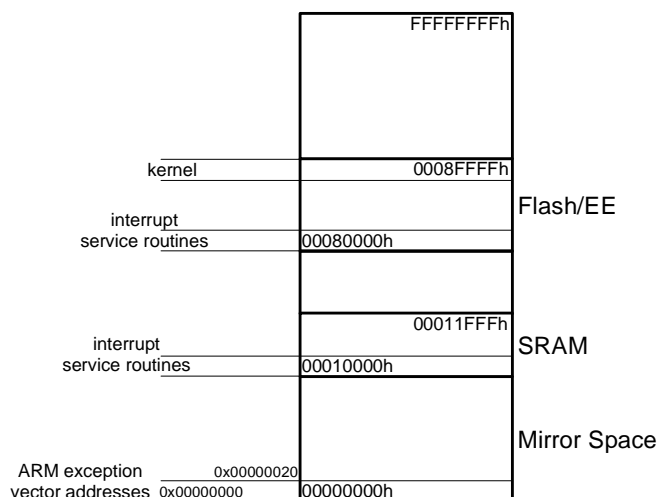 FFFFFFFFh
kernel
0008FFFFh
Flash/EE
interrupt
service routines
00080000h
00011FFFh
SRAM
interrupt
service routines
00010000h
Mirror Space
ARM exception
0x00000020
vector addresses
0x00000000
00000000h